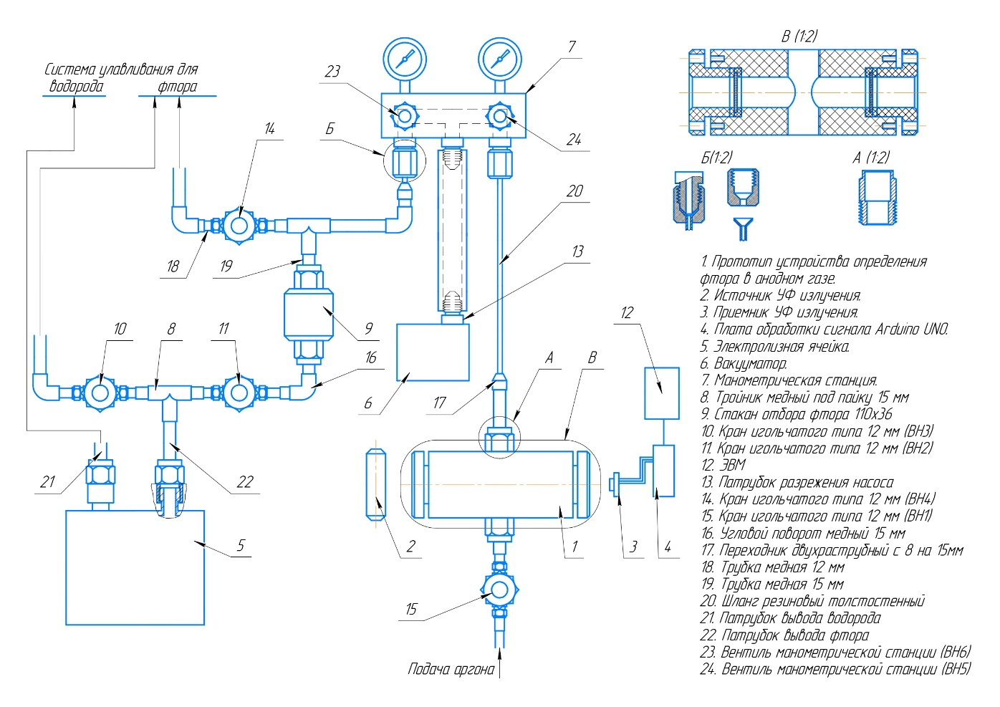 Система улавливания для
водорода
фтора
23
7
14
Б
24
20
13
18
19
10
8
11
9
16
12
А
В
6
17
21
22
5
2
1
3
4
15
Подача аргона
В (1:2)
Б(1:2)
А (1:2)
1. Прототип устройства определения
фтора в анодном газе.
2. Источник УФ излучения.
3. Приемник УФ излучения.
4. Плата обработки сигнала Arduino UNO.
5. Электролизная ячейка.
6. Вакууматор.
7. Манометрическая станция.
8. Тройник медный под пайку 15 мм
9. Стакан отбора фтора 110х36
10. Кран игольчатого типа 12 мм (ВН3)
11. Кран игольчатого типа 12 мм (ВН2)
12. ЭВМ
13. Патрубок разрежения насоса
14. Кран игольчатого типа 12 мм (ВН4)
15. Кран игольчатого типа 12 мм (ВН1)
16. Угловой поворот медный 15 мм
17. Переходник двухраструбный с 8 на 15мм
18. Трубка медная 12 мм
19. Трубка медная 15 мм
20. Шланг резиновый толстостенный
21. Патрубок вывода водорода
22. Патрубок вывода фтора
23. Вентиль манометрической станции (ВН6)
24. Вентиль манометрической станции (ВН5)